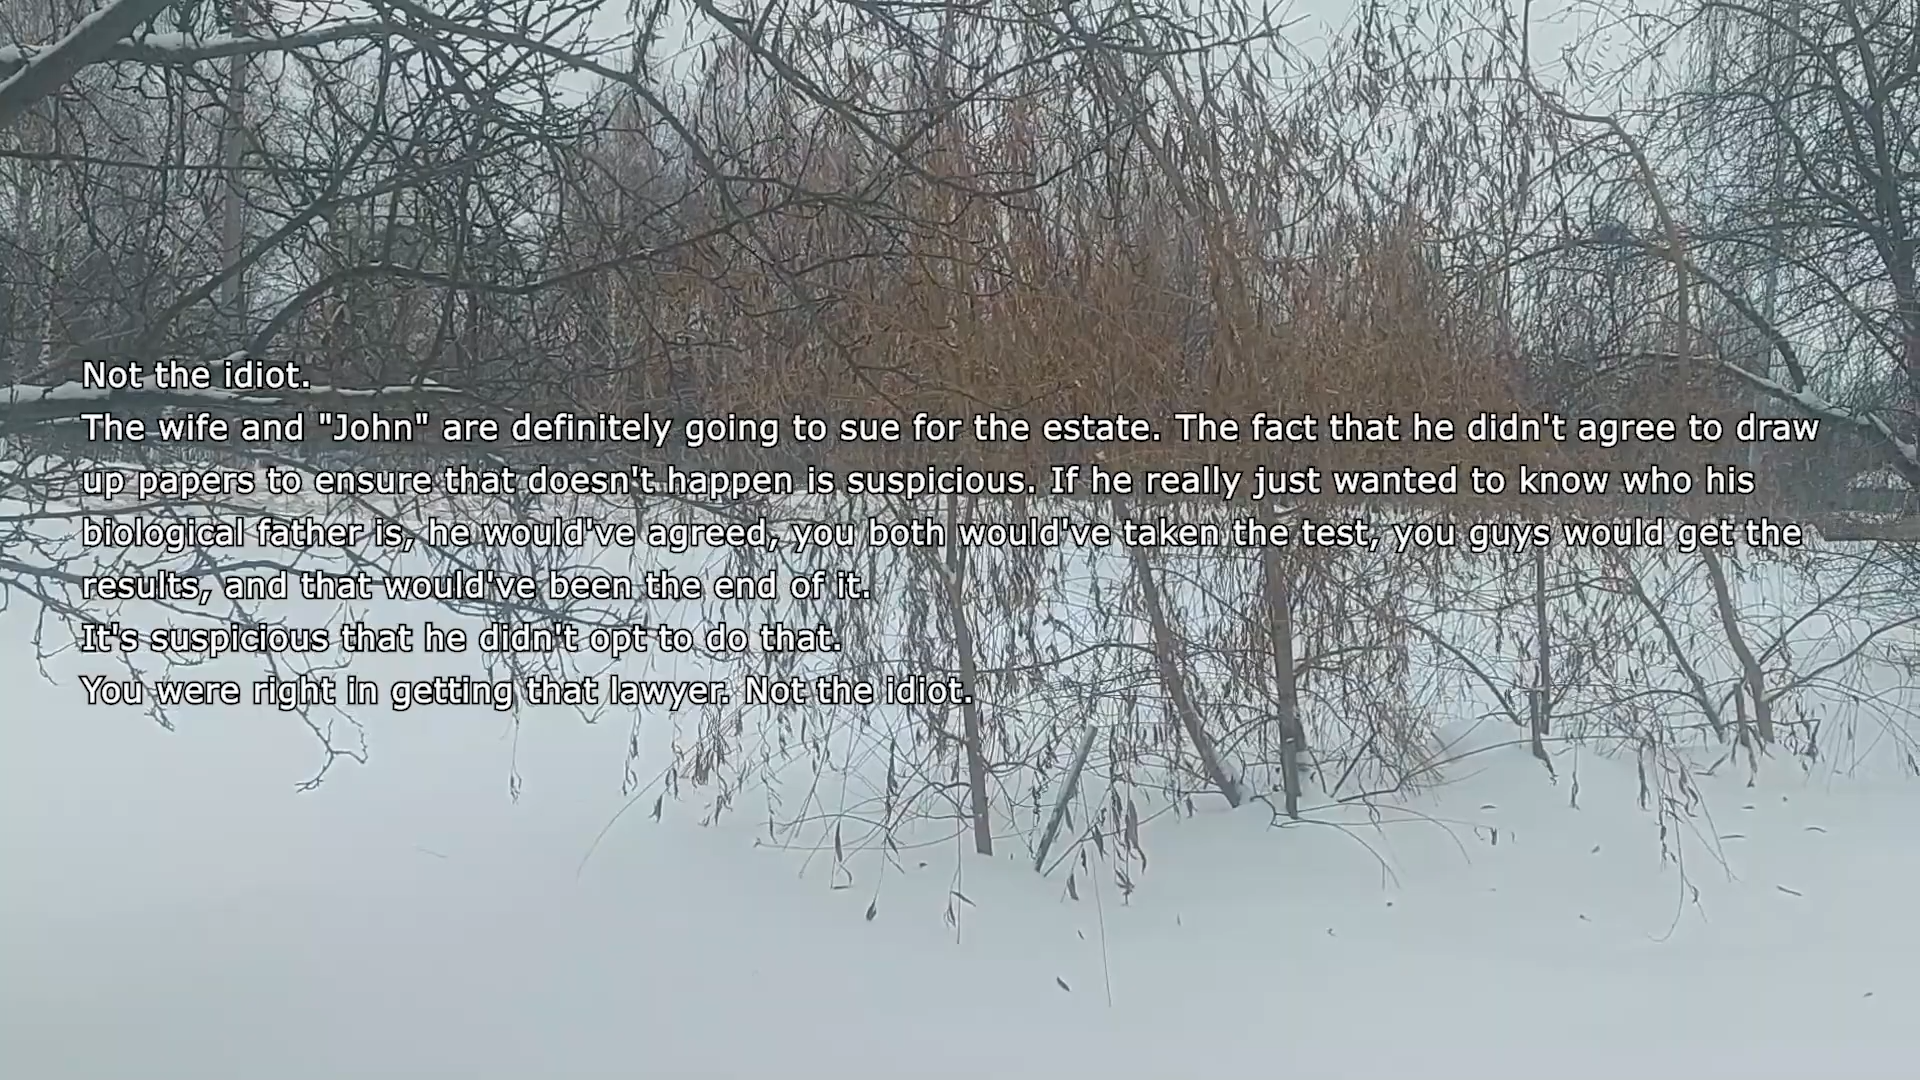 Not the idiot.
The wife and "John" are definitely going to sue for the estate. The fact that he didn't agree to draw
up papers to ensure that doesn't happen is suspicious. If he really just wanted to know who his
biological father is, he would've agreed, you both would've taken the test, you guys would get the
results, and that would've been the end of it.
It's suspicious that he didn't opt to do that.
You were right in getting that lawyer. Not the idiot.